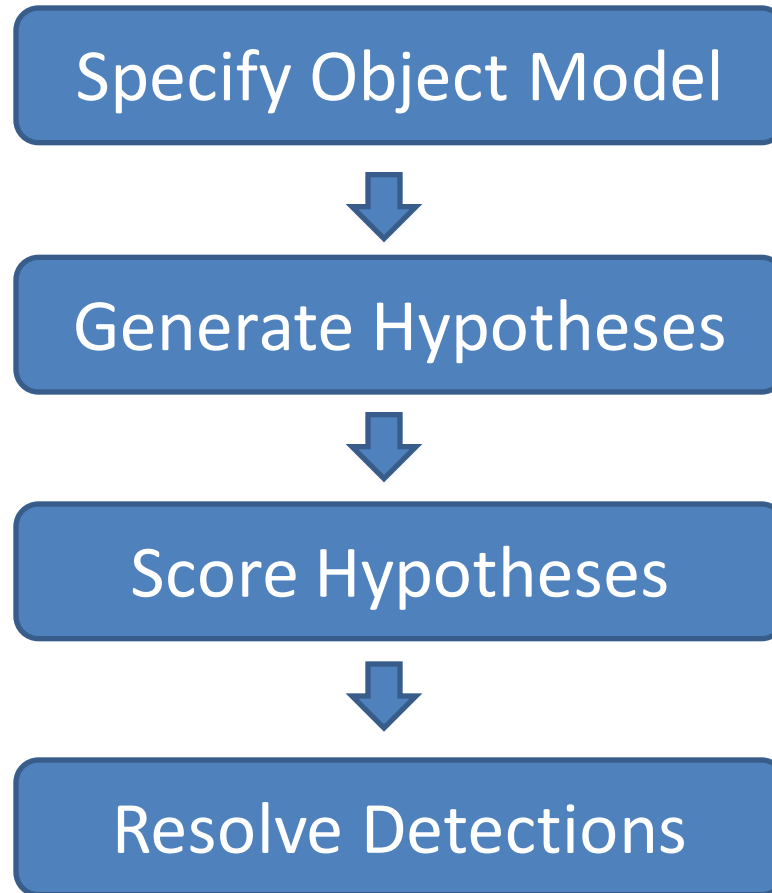 Specify Object Model
Generate Hypotheses
Score Hypotheses
Resolve Detections